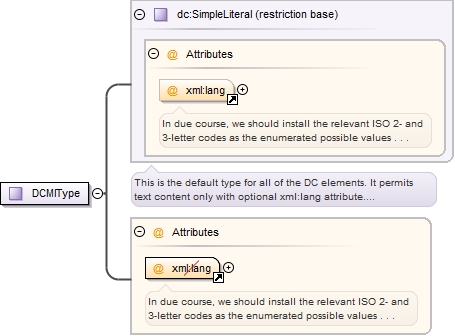 dc:SimpleLiteral (restriction base)
@ Attributes
@ xml:lang
In due course, we should install the relevant ISO 2- and
3-letter codes as the enumerated possible values . . .
This is the default type for all of the DC elements. It permits
text content only with optional xml:lang attribute....
DCMIType
@ Attributes
@ xml:lang
In due course, we should install the relevant ISO 2- and
3-letter codes as the enumerated possible values . . .